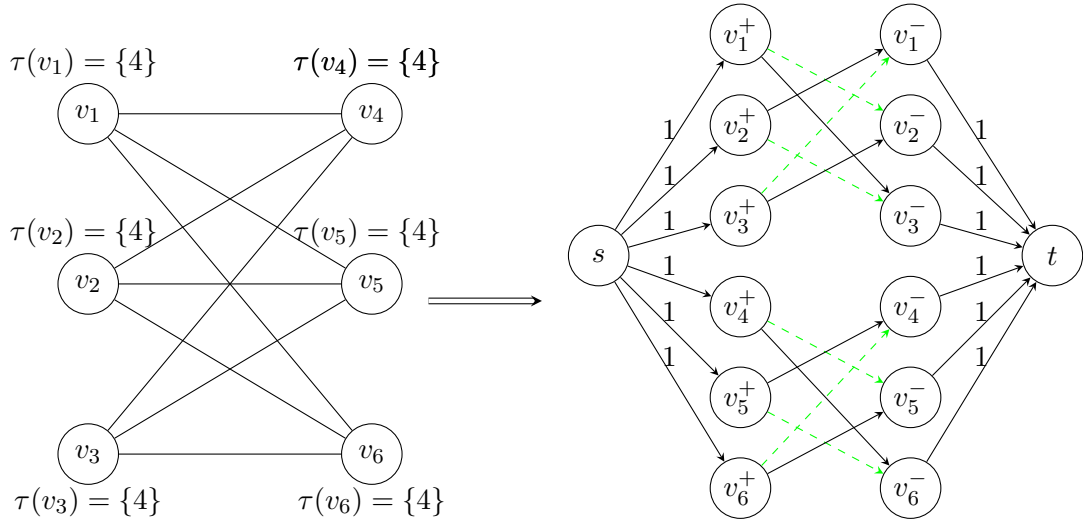 τ(v₁) = {4}
τ(v₄) = {4}
v₁
v₄
τ(v₂) = {4}
τ(v₅) = {4}
v₂
v₅
v₃
v₆
τ(v₃) = {4}
τ(v₆) = {4}
v₁⁺
v₁⁻
v₂⁺
v₂⁻
v₃⁺
v₃⁻
s
t
v₄⁺
v₄⁻
v₅⁺
v₅⁻
v₆⁺
v₆⁻
1
1
1
1
1
1
1
1
1
1
1
1